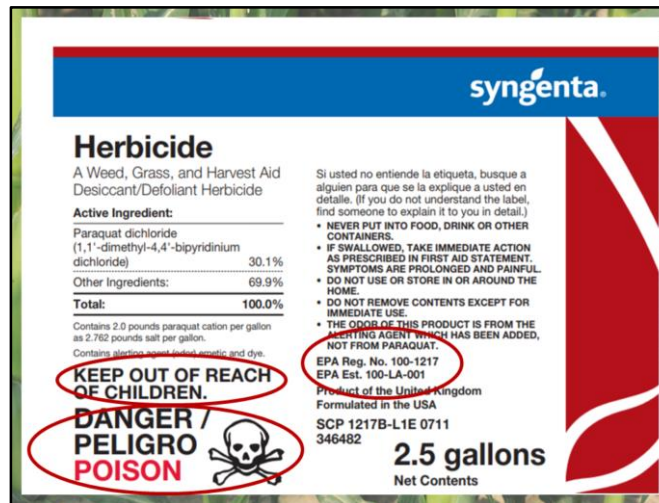 syngenta®
Herbicide
A Weed, Grass, and Harvest Aid
Desiccant/Defoliant Herbicide
Active Ingredient:
Paraquat dichloride
(1,1'-dimethyl-4,4'-bipyridinium
dichloride) 30.1%
Other Ingredients: 69.9%
Total: 100.0%
Contains 2.0 pounds paraquat cation per gallon
as 2.762 pounds salt per gallon.
Contains alerting agent (odor) emetic and dye.
KEEP OUT OF REACH
OF CHILDREN.
DANGER /
PELIGRO
POISON
Si usted no entiende la etiqueta, busque a
alguien para que se la explique a usted en
detalle. (If you do not understand the label,
find someone to explain it to you in detail.)
• NEVER PUT INTO FOOD, DRINK OR OTHER
CONTAINERS.
• IF SWALLOWED, TAKE IMMEDIATE ACTION
AS PRESCRIBED IN FIRST AID STATEMENT.
SYMPTOMS ARE PROLONGED AND PAINFUL.
• DO NOT USE OR STORE IN OR AROUND THE
HOME.
• DO NOT REMOVE CONTENTS EXCEPT FOR
IMMEDIATE USE.
• THE ODOR OF THIS PRODUCT IS FROM THE
ALERTING AGENT WHICH HAS BEEN ADDED,
NOT FROM PARAQUAT.
EPA Reg. No. 100-1217
EPA Est. 100-LA-001
Product of the United Kingdom
Formulated in the USA
SCP 1217B-L1E 0711
346482
2.5 gallons
Net Contents